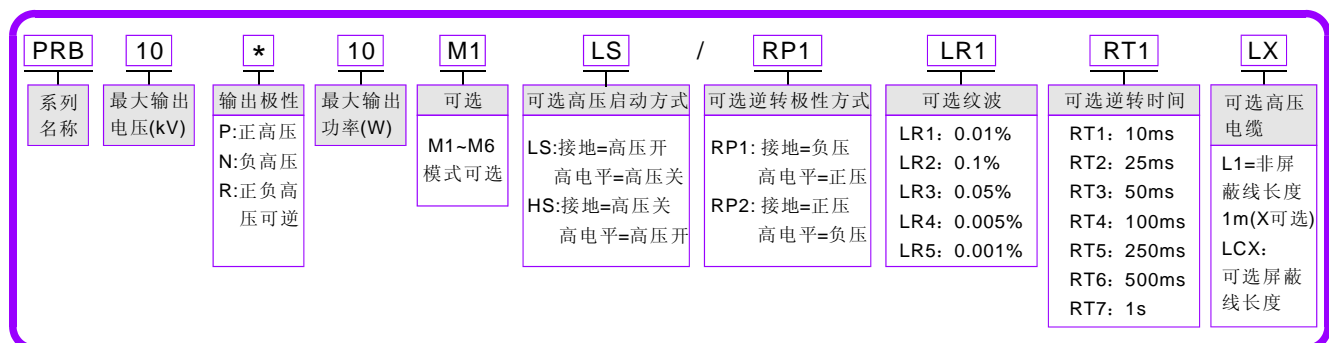 PRB 10 * 10 M1 LS / RP1 LR1 RT1 LX
系列
名称
最大输出
电压(kV)
输出极性
P:正高压
N:负高压
R:正负高
压可逆
最大输出
功率(W)
可选
M1~M6
模式可选
可选高压启动方式
LS:接地=高压开
高电平=高压关
HS:接地=高压关
高电平=高压开
可选逆转极性方式
RP1: 接地=负压
高电平=正压
RP2: 接地=正压
高电平=负压
可选纹波
LR1: 0.01%
LR2: 0.1%
LR3: 0.05%
LR4: 0.005%
LR5: 0.001%
可选逆转时间
RT1: 10ms
RT2: 25ms
RT3: 50ms
RT4: 100ms
RT5: 250ms
RT6: 500ms
RT7: 1s
可选高压
电缆
L1=非屏
蔽线长度
1m(X可选)
LCX:
可选屏蔽
线长度